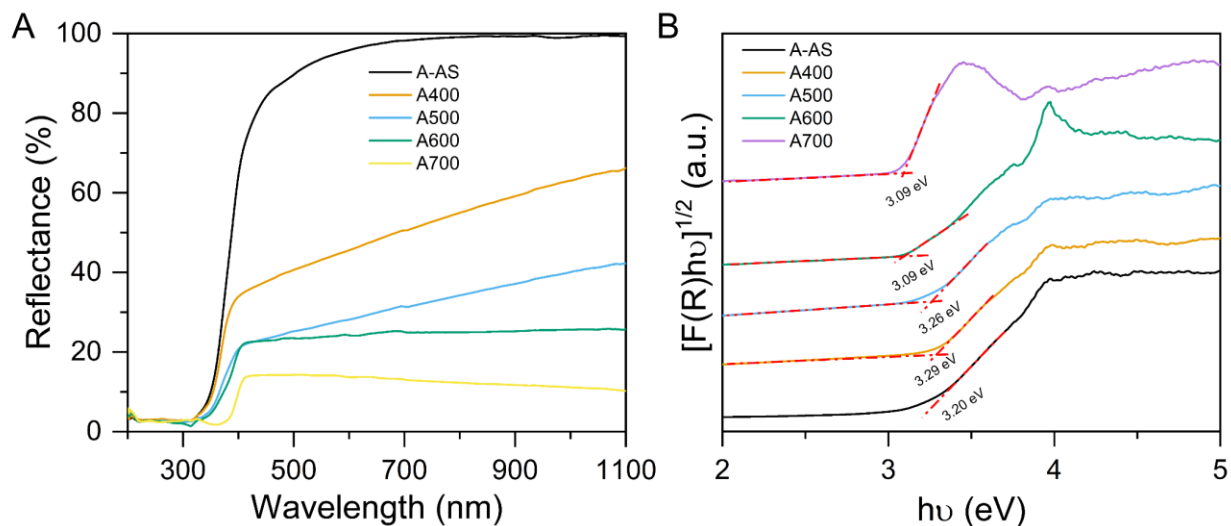 A
Reflectance (%)
100
80
60
40
20
0
A-AS
A400
A500
A600
A700
300
500
700
900
1100
Wavelength (nm)
B
[F(R)hυ]1/2 (a.u.)
A-AS
A400
A500
A600
A700
3.09 eV
3.09 eV
3.26 eV
3.29 eV
3.20 eV
2
3
4
5
hυ (eV)